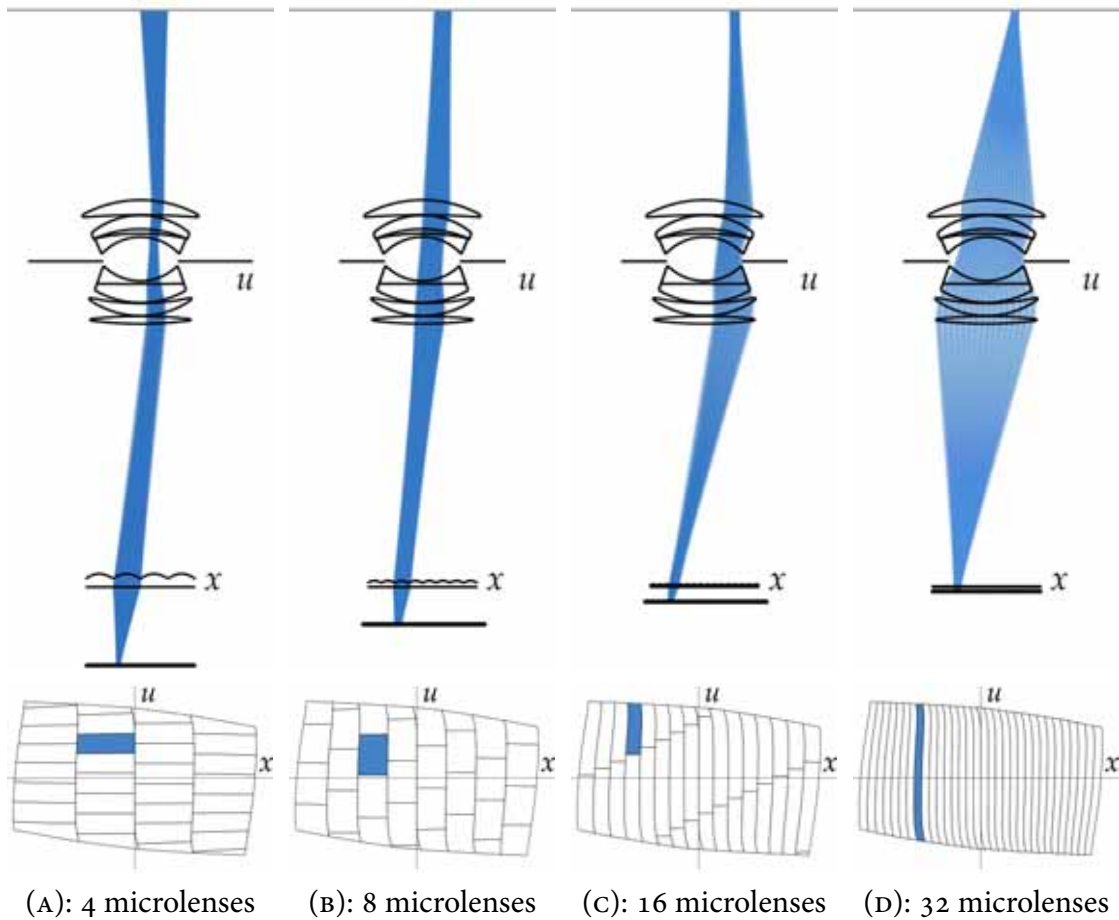 u u u u
x x x x
u u u u
x x x x
(A): 4 microlenses (B): 8 microlenses (C): 16 microlenses (D): 32 microlenses